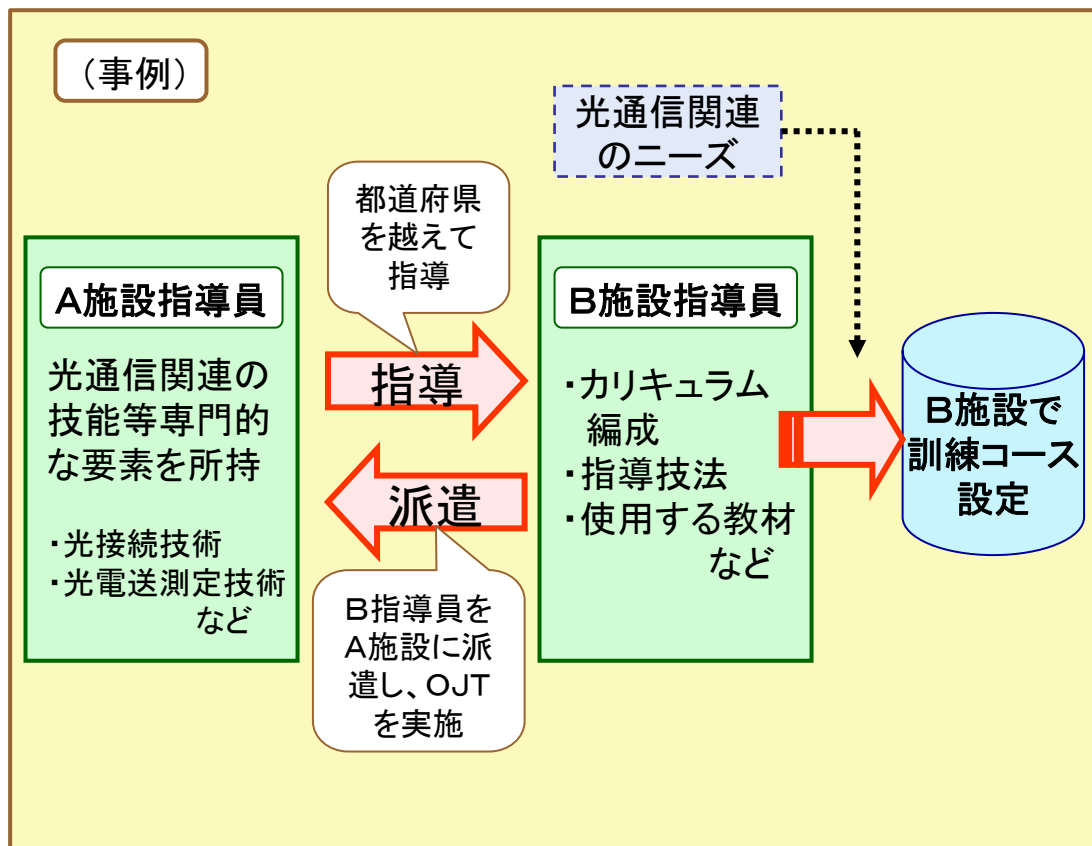 （事例）
光通信関連
のニーズ
都道府県
を越えて
指導
A施設指導員
光通信関連の
技能等専門的
な要素を所持
・光接続技術
・光電送測定技術
など
指導
派遣
B指導員を
A施設に派
遣し、OJT
を実施
B施設指導員
・カリキュラム
編成
・指導技法
・使用する教材
など
B施設で
訓練コース
設定